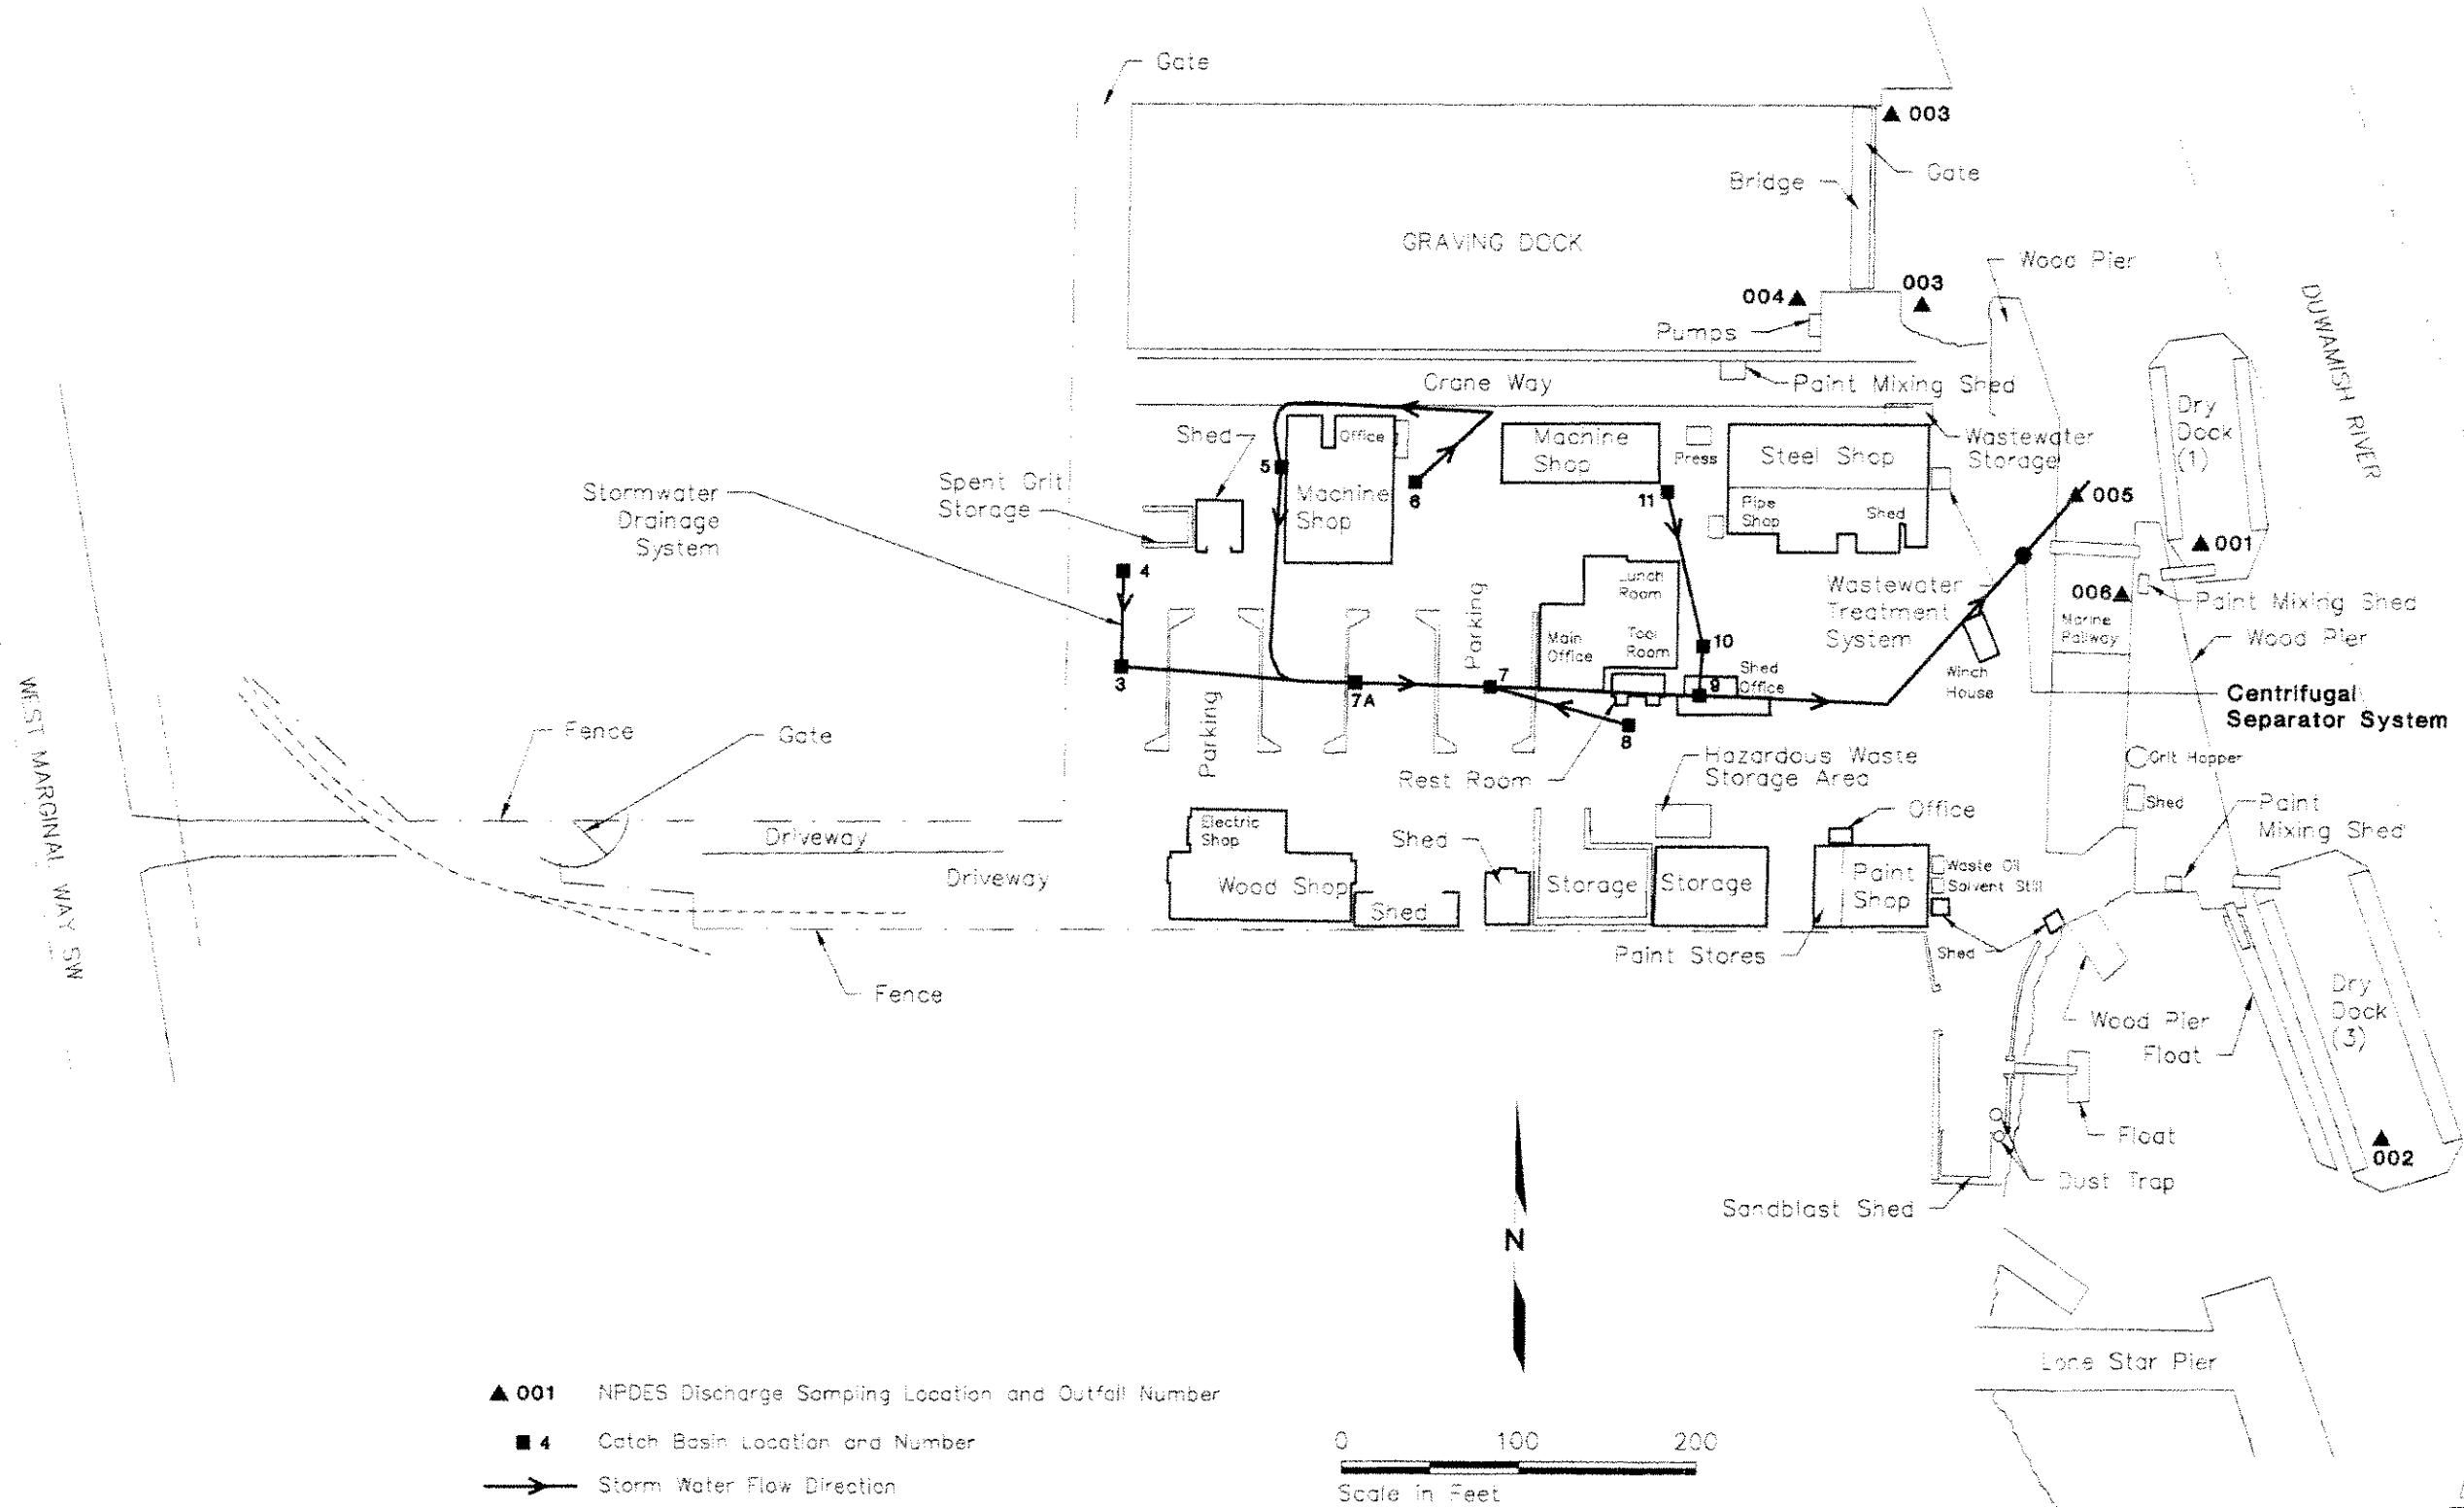 Gate
003
Gate
Bridge
GRAVING DOCK
Wood Pier
004
003
Pumps
DUWAMISH RIVER
Crane Way
Paint Mixing Shed
Dry
Dock
(1)
Shed
Office
Machine
Shop
Press
Steel Shop
Wastewater
Storage
5
Stormwater
Drainage
System
Spent Grit
Storage
Machine
Shop
6
11
Pipe
Shop
Shed
005
001
4
Lunch
Room
Wastewater
Treatment
System
006
Paint Mixing Shed
Marine
Railway
Wood Pier
Parking
Main
Office
Tool
Room
10
Shed
Office
Winch
House
3
7A
7
9
Centrifugal
Separator System
8
WEST MARGINAL WAY SW
Fence
Gate
Parking
Rest Room
Hazardous Waste
Storage Area
Grit Hopper
Shed
Paint
Mixing Shed
Office
Electric
Shop
Driveway
Shed
Driveway
Wood Shop
Shed
Storage
Storage
Paint
Shop
Waste Oil
Solvent Still
Paint Stores
Shed
Fence
Wood Pier
Float
Dry
Dock
(3)
Float
002
Dust Trap
Sandblast Shed
N
Lone Star Pier
001 NPDES Discharge Sampling Location and Outfall Number
4 Catch Basin Location and Number
Storm Water Flow Direction
0 100 200
Scale in Feet